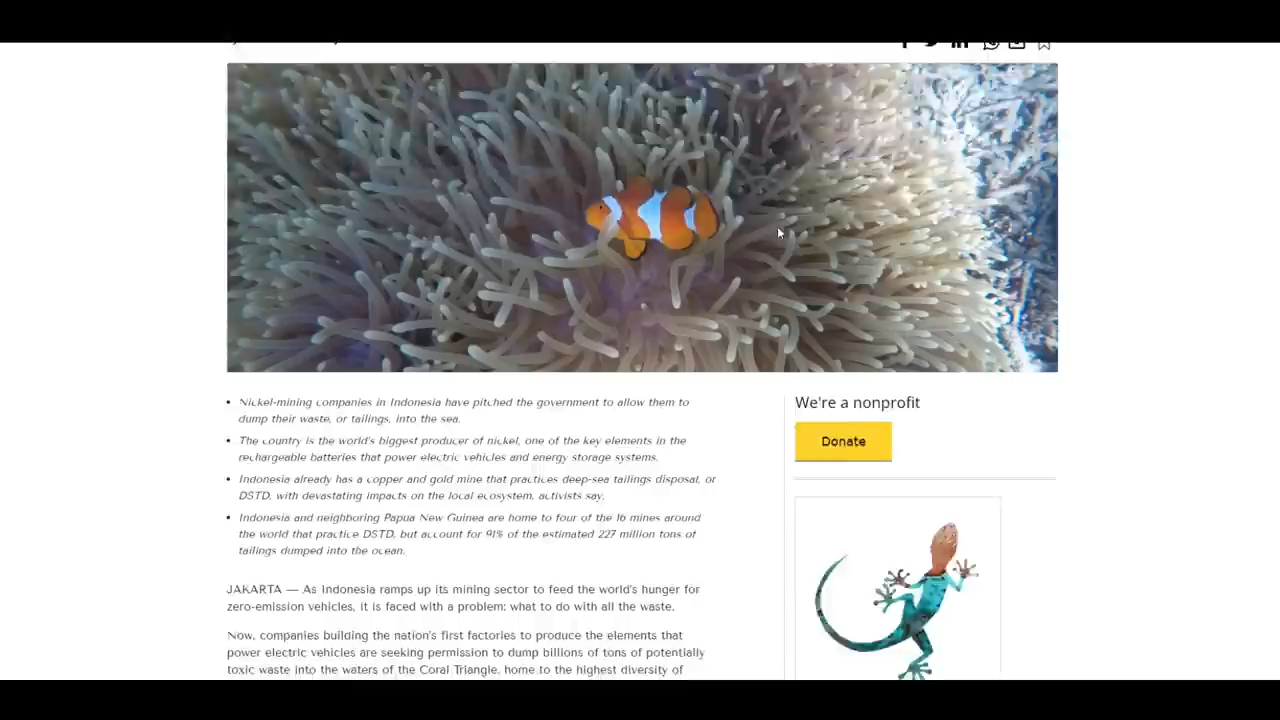 Nickel-mining companies in Indonesia have pitched the government to allow them to
dump their waste, or tailings, into the sea.
The country is the world's biggest producer of nickel, one of the key elements in the
rechargeable batteries that power electric vehicles and energy storage systems.
Indonesia already has a copper and gold mine that practices deep-sea tailings disposal, or
DSTD, with devastating impacts on the local ecosystem, activists say.
Indonesia and neighboring Papua New Guinea are home to four of the 16 mines around
the world that practice DSTD, but account for 91% of the estimated 227 million tons of
tailings dumped into the ocean.
JAKARTA — As Indonesia ramps up its mining sector to feed the world's hunger for
zero-emission vehicles, it is faced with a problem: what to do with all the waste.
Now, companies building the nation's first factories to produce the elements that
power electric vehicles are seeking permission to dump billions of tons of potentially
toxic waste into the waters of the Coral Triangle, home to the highest diversity of
We're a nonprofit
Donate